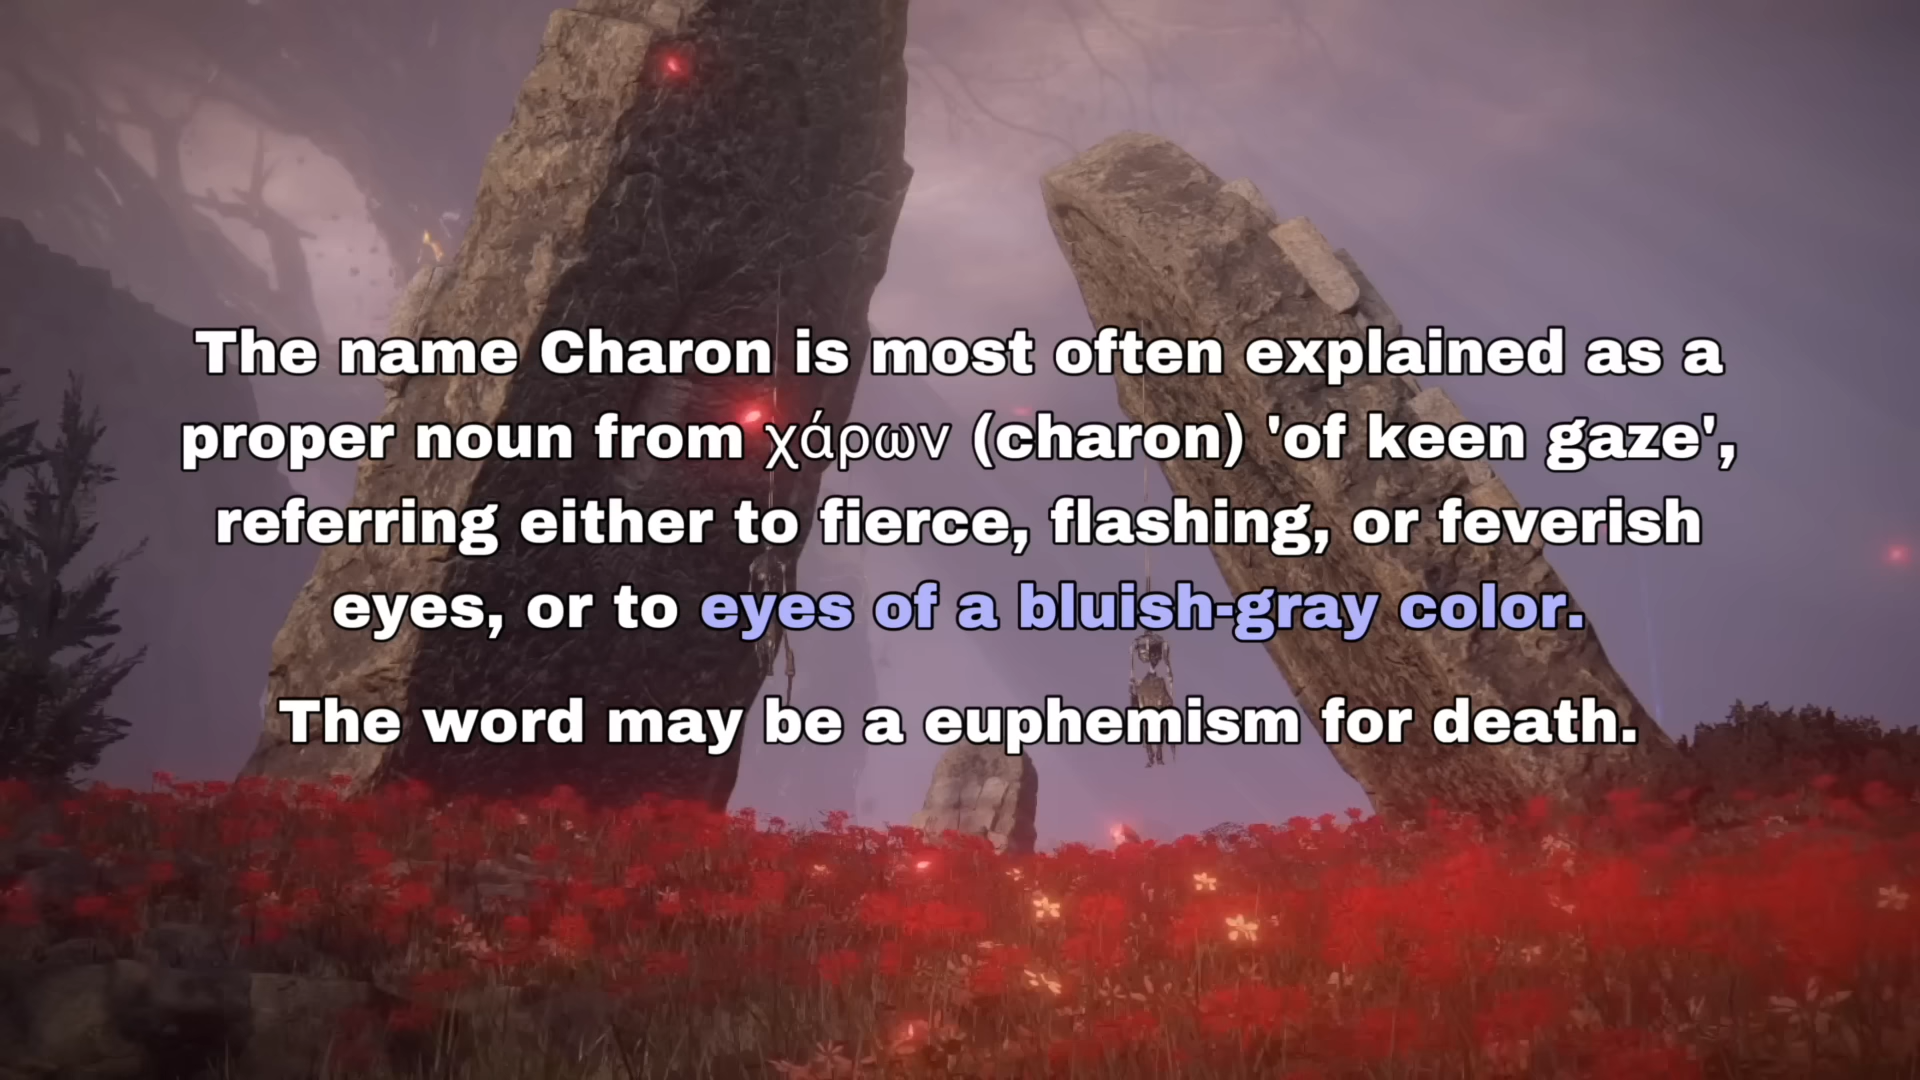 The name Charon is most often explained as a
proper noun from χάρων (charon) 'of keen gaze',
referring either to fierce, flashing, or feverish
eyes, or to eyes of a bluish-gray color.
The word may be a euphemism for death.